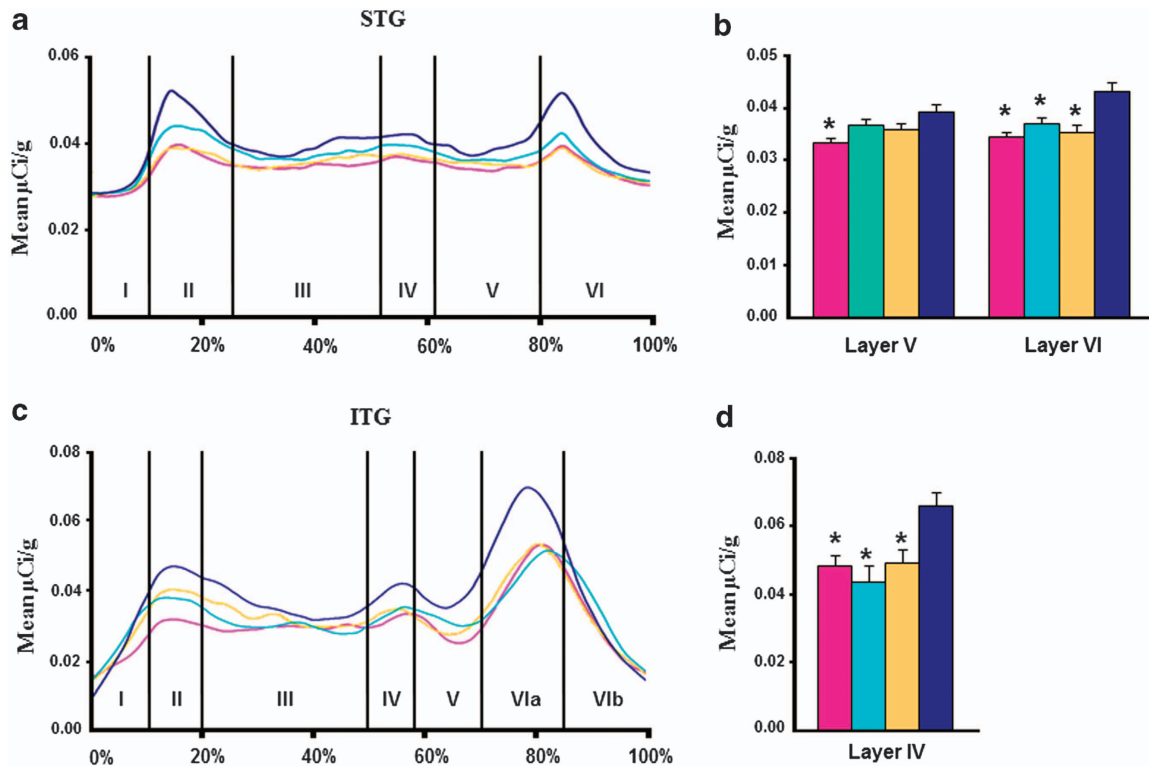 a
STG
0.06
0.04
0.02
0.00
Mean µCi/g
I II III IV V VI
0% 20% 40% 60% 80% 100%
b
0.05
0.04
0.03
0.02
0.01
0.00
Mean µCi/g
* * * *
Layer V Layer VI
c
ITG
0.08
0.06
0.04
0.02
0.00
Mean µCi/g
I II III IV V VIa VIb
0% 20% 40% 60% 80% 100%
d
0.08
0.06
0.04
0.02
0.00
Mean µCi/g
* * *
Layer IV